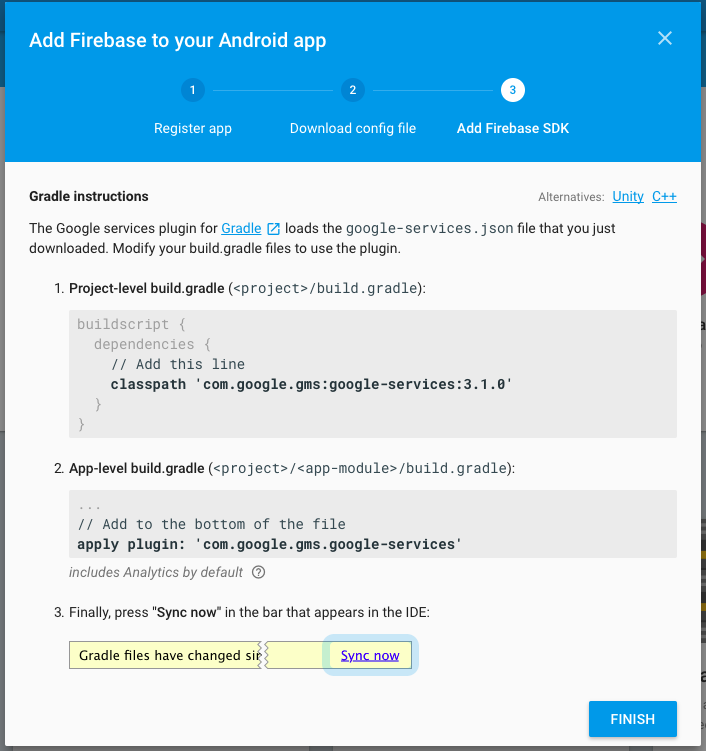 Add Firebase to your Android app
1
2
3
Register app
Download config file
Add Firebase SDK
Gradle instructions
Alternatives: Unity C++
The Google services plugin for Gradle loads the google-services.json file that you just
downloaded. Modify your build.gradle files to use the plugin.
1. Project-level build.gradle (<project>/build.gradle):
buildscript {
dependencies {
// Add this line
classpath 'com.google.gms:google-services:3.1.0'
}
}
2. App-level build.gradle (<project>/<app-module>/build.gradle):
...
// Add to the bottom of the file
apply plugin: 'com.google.gms.google-services'
includes Analytics by default ?
3. Finally, press "Sync now" in the bar that appears in the IDE:
Gradle files have changed sin Sync now
FINISH